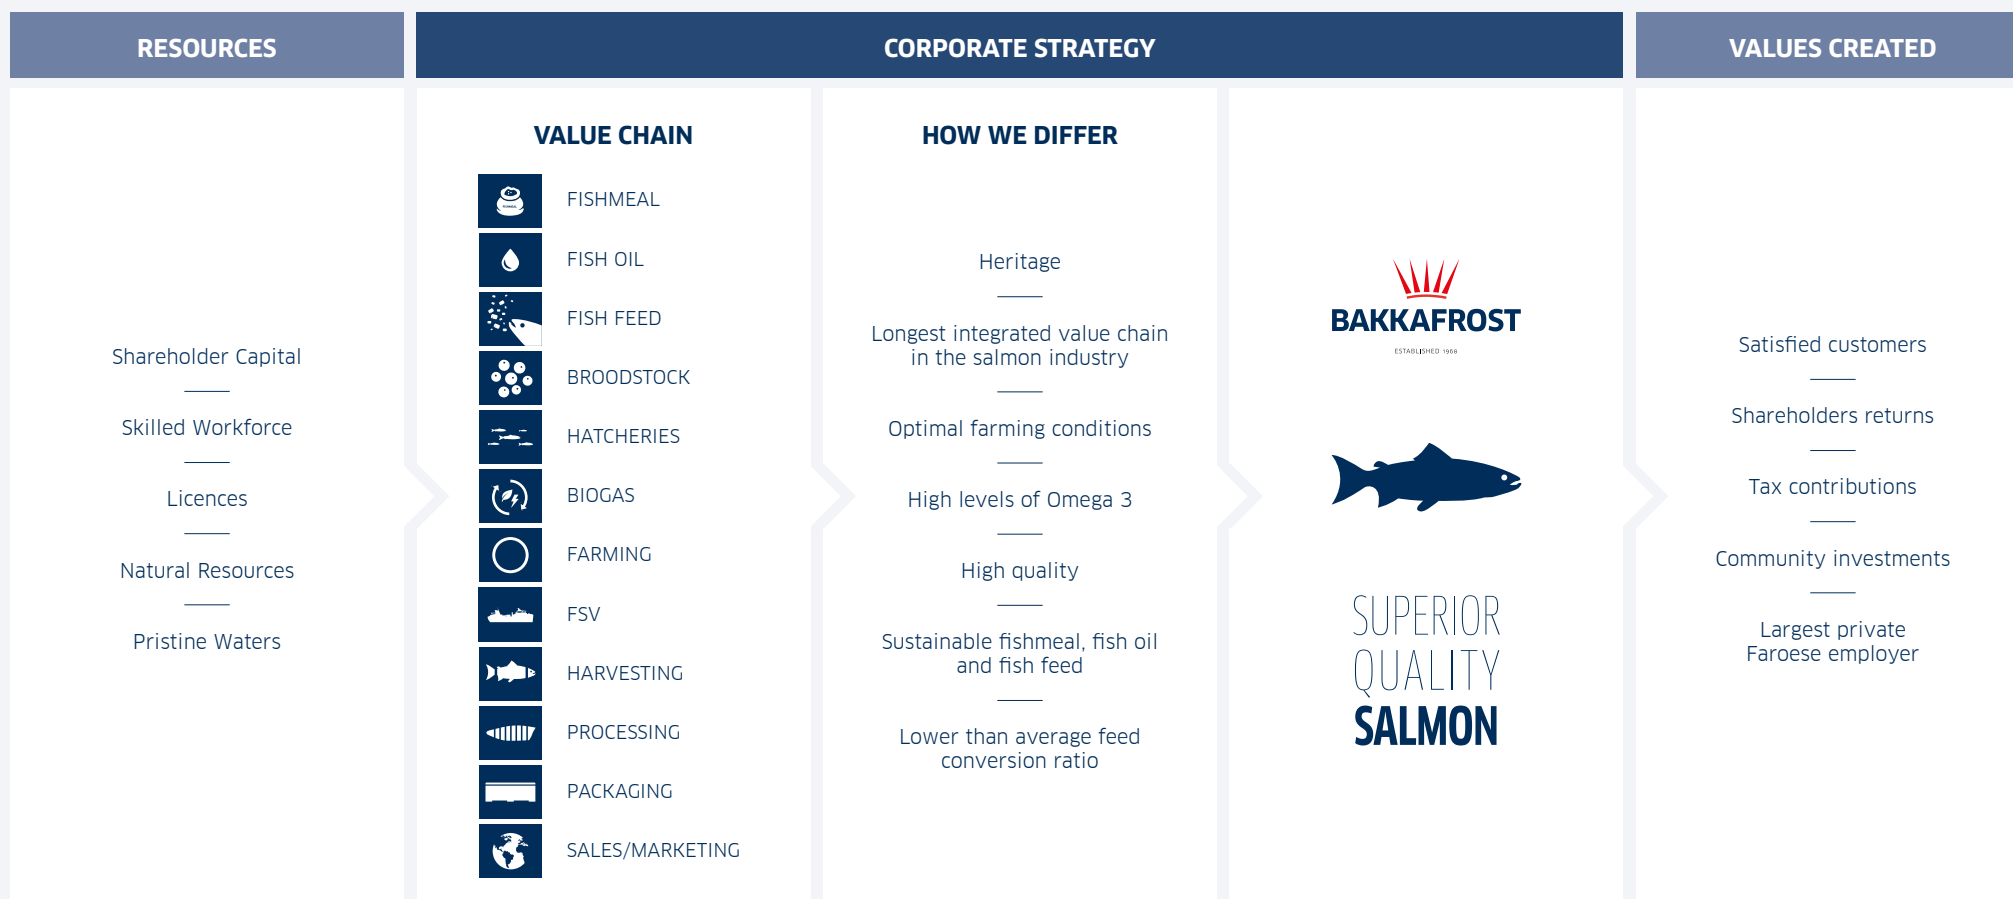 RESOURCES
CORPORATE STRATEGY
VALUES CREATED
Shareholder Capital
Skilled Workforce
Licences
Natural Resources
Pristine Waters
VALUE CHAIN
FISHMEAL
FISH OIL
FISH FEED
BROODSTOCK
HATCHERIES
BIOGAS
FARMING
FSV
HARVESTING
PROCESSING
PACKAGING
SALES/MARKETING
HOW WE DIFFER
Heritage
Longest integrated value chain
in the salmon industry
Optimal farming conditions
High levels of Omega 3
High quality
Sustainable fishmeal, fish oil
and fish feed
Lower than average feed
conversion ratio
BAKKAFROST
ESTABLISHED 1968
SUPERIOR
QUALITY
SALMON
Satisfied customers
Shareholders returns
Tax contributions
Community investments
Largest private
Faroese employer